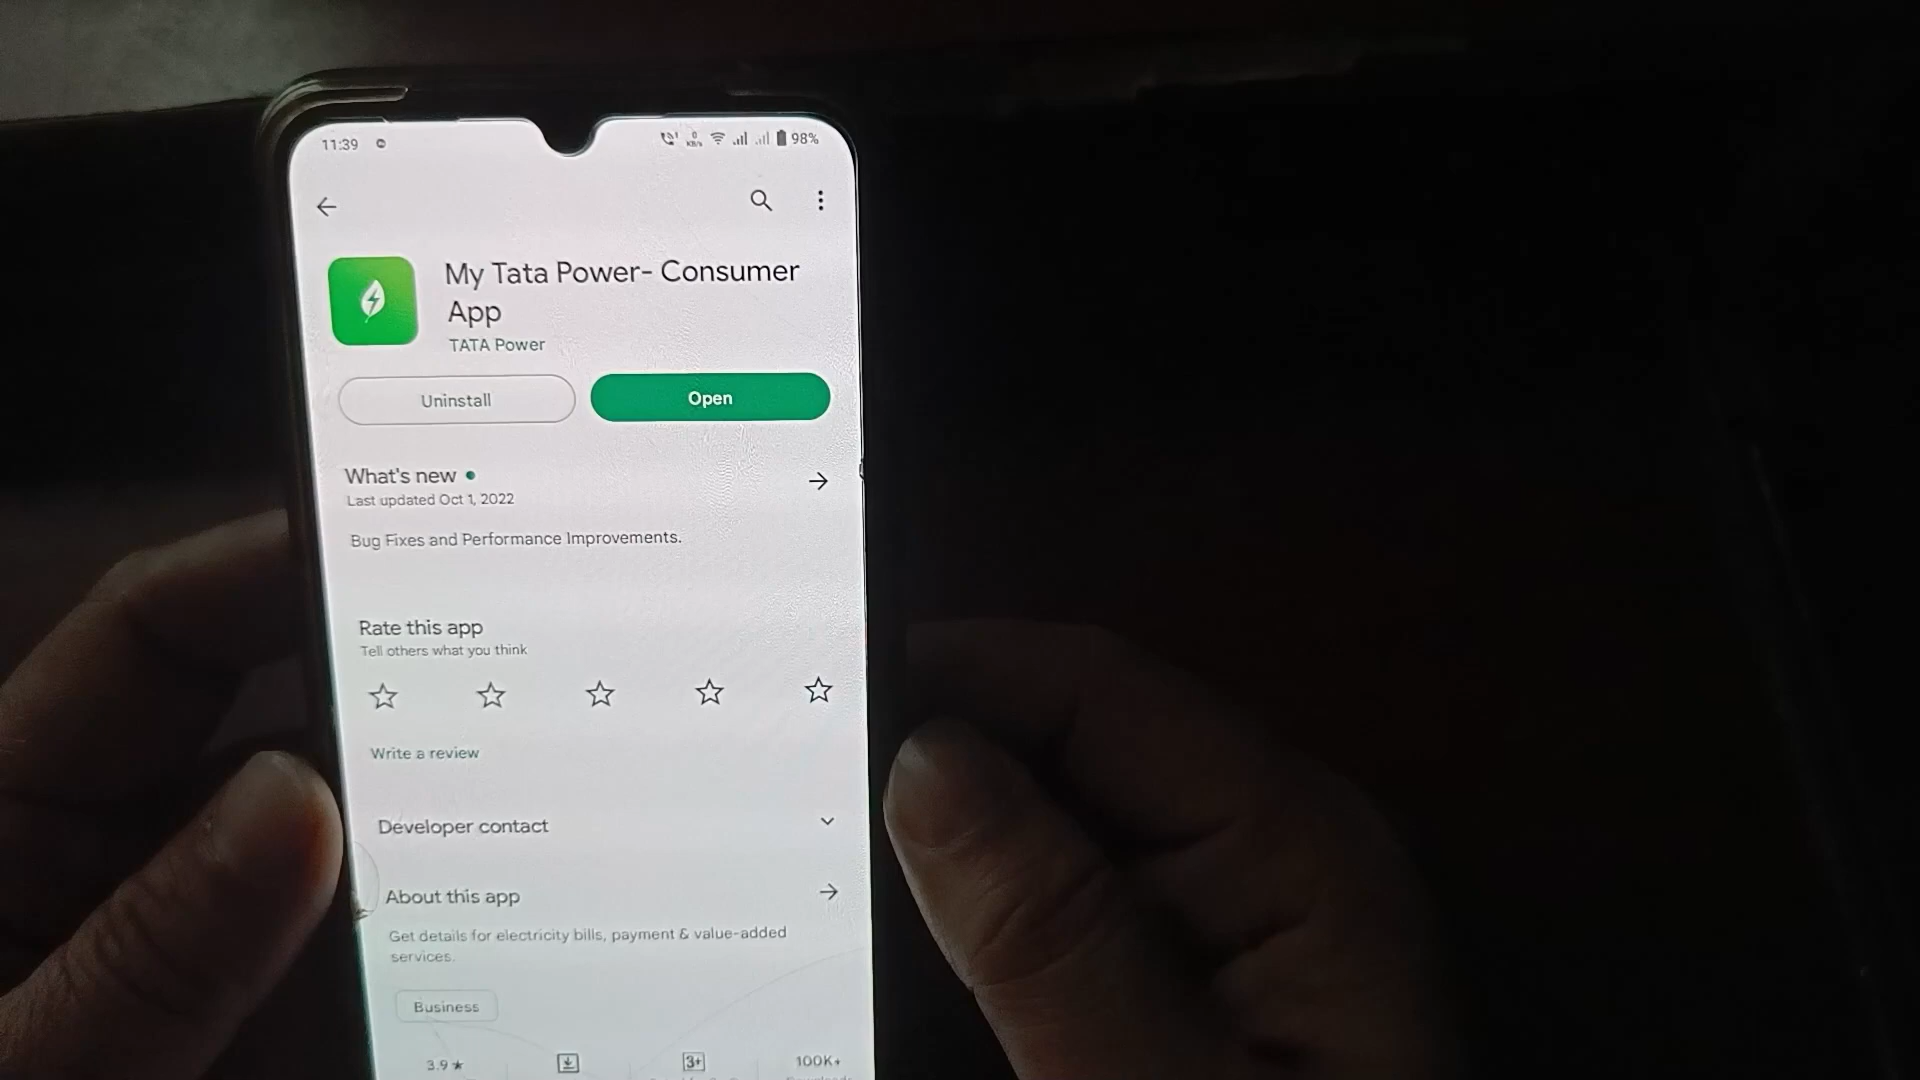 11:39
0 KB/s
98%
My Tata Power- Consumer
App
TATA Power
Uninstall
Open
What's new
Last updated Oct 1, 2022
Bug Fixes and Performance Improvements.
Rate this app
Tell others what you think
Write a review
Developer contact
About this app
Get details for electricity bills, payment & value-added
services.
Business
3.9 ★
3+
100K+